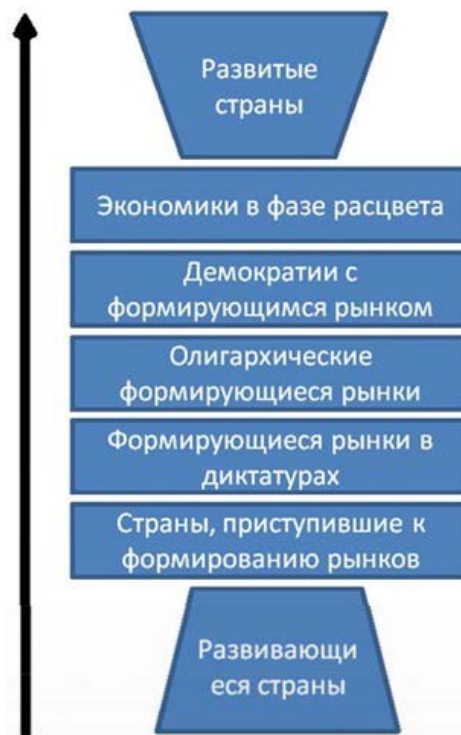 Развитые
страны
Экономики в фазе расцвета
Демократии с
формирующимся рынком
Олигархические
формирующиеся рынки
Формирующиеся рынки в
диктатурах
Страны, приступившие к
формированию рынков
Развивающи
еся страны